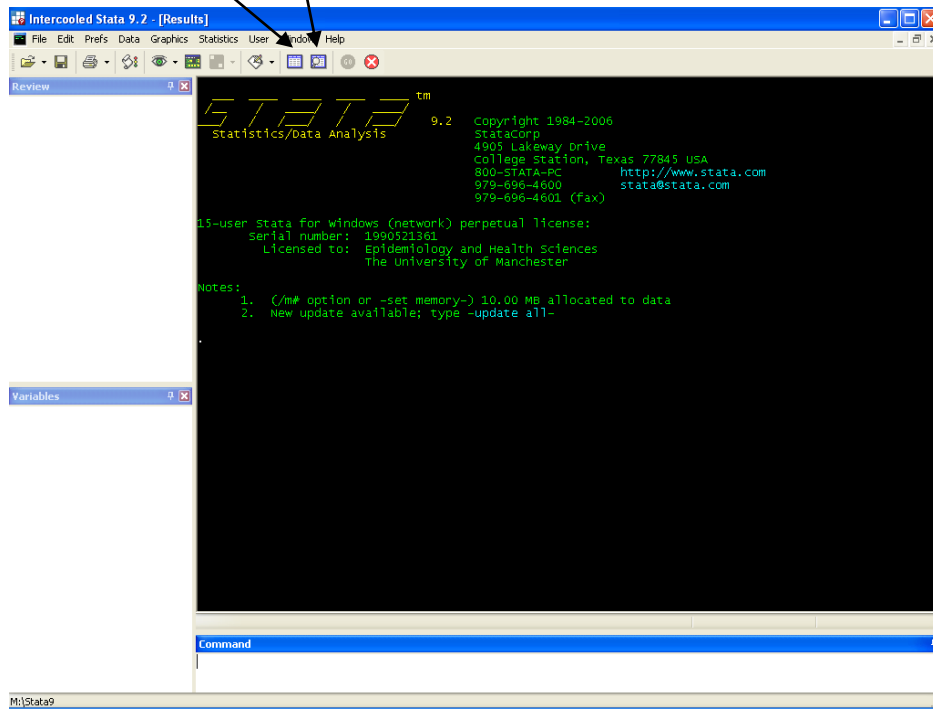 Intercooled Stata 9.2 - [Results]
File Edit Prefs Data Graphics Statistics User Window Help
Review
tm
STATA 9.2 Copyright 1984-2006
Statistics/Data Analysis StataCorp
4905 Lakeway Drive
College Station, Texas 77845 USA
800-STATA-PC http://www.stata.com
979-696-4600 stata@stata.com
979-696-4601 (fax)
15-user Stata for Windows (network) perpetual license:
Serial number: 1990521361
Licensed to: Epidemiology and Health Sciences
The University of Manchester
Notes:
1. (/m# option or -set memory-) 10.00 MB allocated to data
2. New update available; type -update all-
.
Variables
Command
M:\Stata9